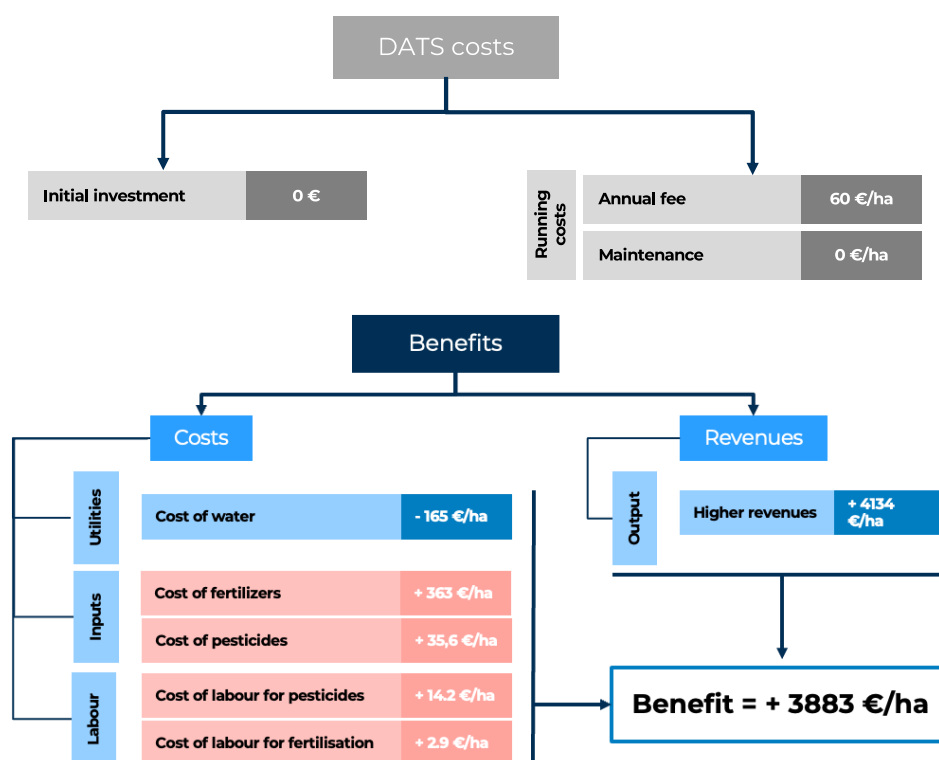 DATS costs
Initial investment 0 €
Running
costs
Annual fee 60 €/ha
Maintenance 0 €/ha
Benefits
Costs
Revenues
Utilities
Cost of water - 165 €/ha
Output
Higher revenues + 4134
€/ha
Inputs
Cost of fertilizers + 363 €/ha
Cost of pesticides + 35,6 €/ha
Labour
Cost of labour for pesticides + 14.2 €/ha
Cost of labour for fertilisation + 2.9 €/ha
Benefit = + 3883 €/ha